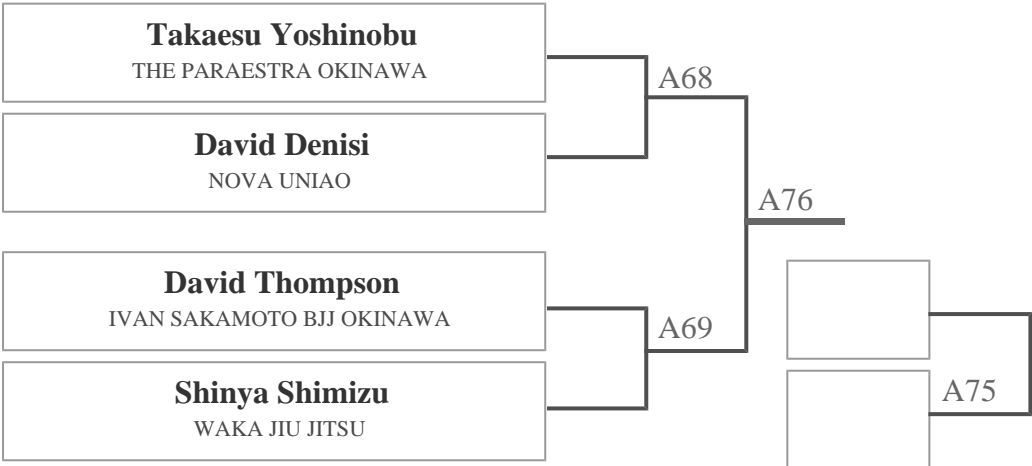 Takaesu Yoshinobu
THE PARAESTRA OKINAWA
A68
David Denisi
NOVA UNIAO
A76
David Thompson
IVAN SAKAMOTO BJJ OKINAWA
A69
Shinya Shimizu
WAKA JIU JITSU
A75